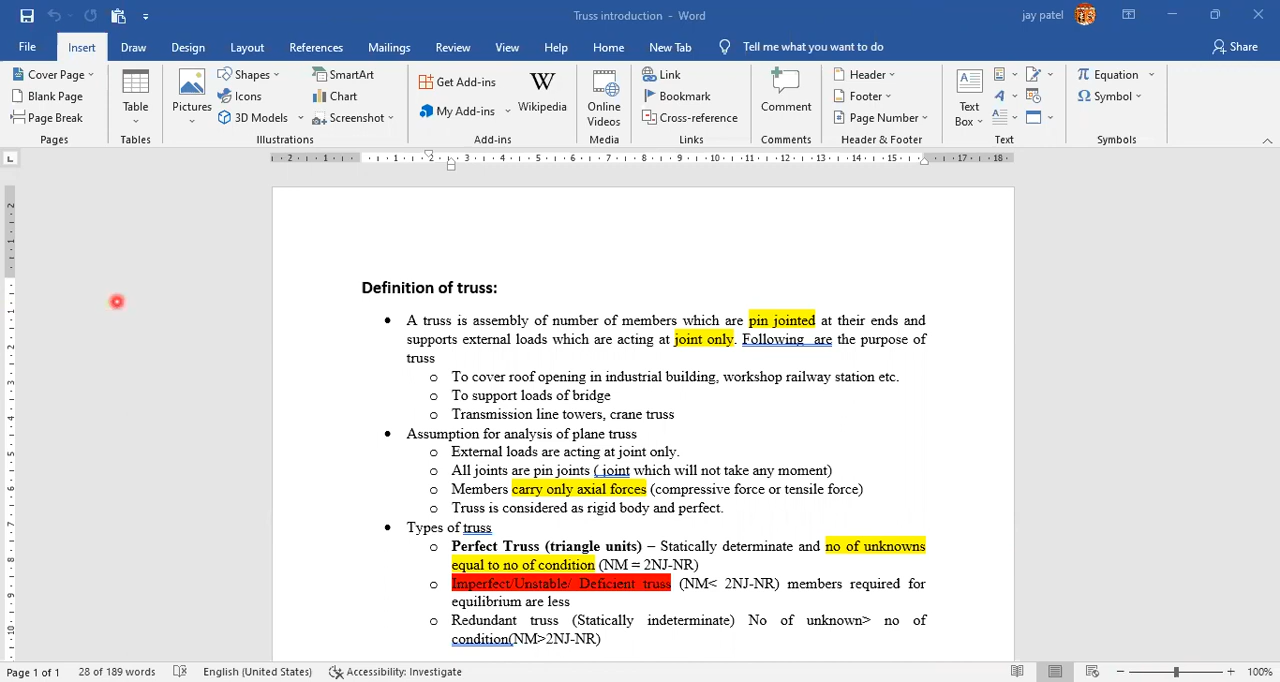 Truss introduction - Word
jay patel
File Insert Draw Design Layout References Mailings Review View Help Home New Tab Tell me what you want to do Share
Cover Page
Blank Page
Page Break
Pages
Table
Tables
Pictures
Shapes
Icons
3D Models
SmartArt
Chart
Screenshot
Illustrations
Get Add-ins
My Add-ins
Wikipedia
Add-ins
Online
Videos
Media
Link
Bookmark
Cross-reference
Links
Comment
Comments
Header
Footer
Page Number
Header & Footer
Text
Box
Text
Equation
Symbol
Symbols
Definition of truss:
• A truss is assembly of number of members which are pin jointed at their ends and
supports external loads which are acting at joint only. Following are the purpose of
truss
o To cover roof opening in industrial building, workshop railway station etc.
o To support loads of bridge
o Transmission line towers, crane truss
• Assumption for analysis of plane truss
o External loads are acting at joint only.
o All joints are pin joints ( joint which will not take any moment)
o Members carry only axial forces (compressive force or tensile force)
o Truss is considered as rigid body and perfect.
• Types of truss
o Perfect Truss (triangle units) – Statically determinate and no of unknowns
equal to no of condition (NM = 2NJ-NR)
o Imperfect/Unstable/ Deficient truss (NM< 2NJ-NR) members required for
equilibrium are less
o Redundant truss (Statically indeterminate) No of unknown> no of
condition(NM>2NJ-NR)
Page 1 of 1 28 of 189 words English (United States) Accessibility: Investigate 100%